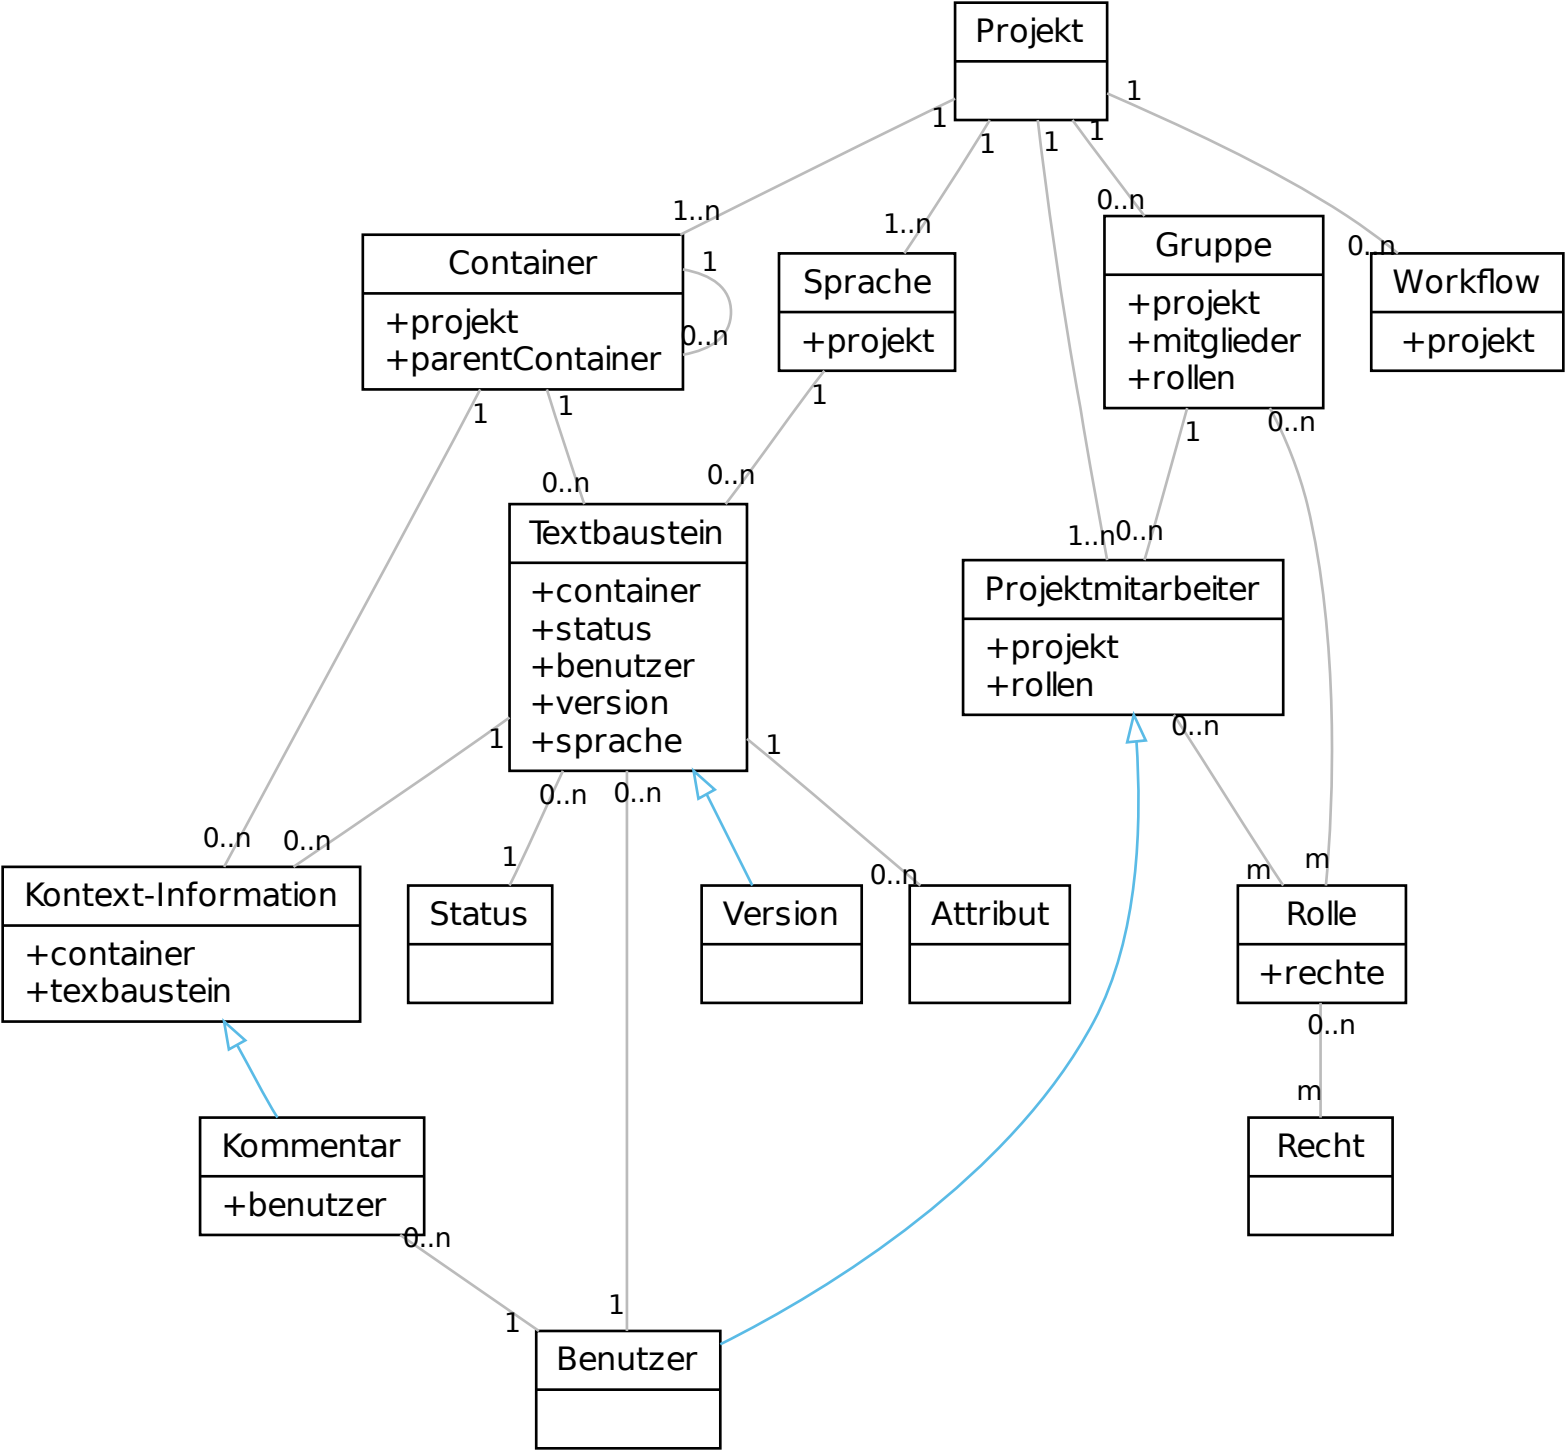 Projekt
1
1
1
1
1
1..n
1..n
1..n
0..n
0..n
0..n
Container
+projekt
+parentContainer
1
0..n
Sprache
+projekt
Gruppe
+projekt
+mitglieder
+rollen
Workflow
+projekt
1
1
1
1
0..n
0..n
0..n
0..n
Textbaustein
+container
+status
+benutzer
+version
+sprache
Projektmitarbeiter
+projekt
+rollen
1
1
0..n
0..n
0..n
0..n
0..n
1
0..n
m
m
Kontext-Information
+container
+texbaustein
Status
Version
Attribut
Rolle
+rechte
0..n
m
Kommentar
+benutzer
Recht
0..n
1
1
Benutzer